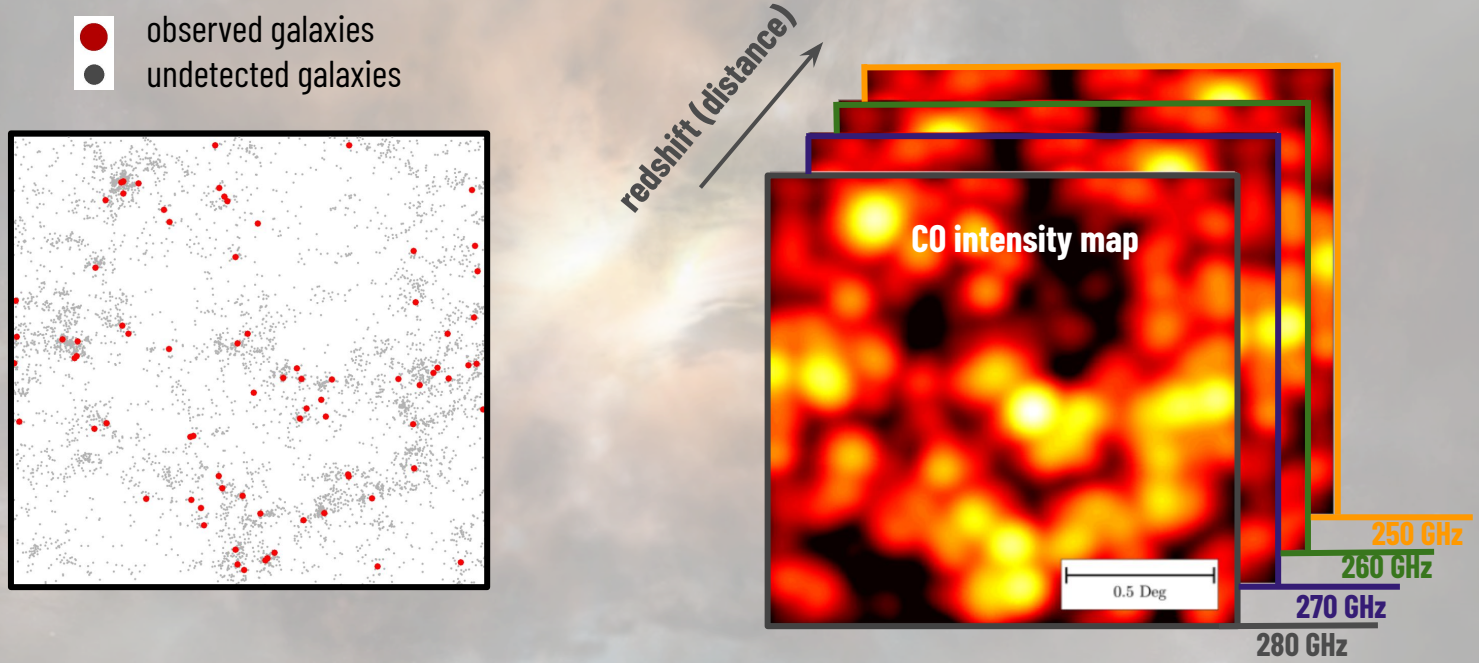 observed galaxies
undetected galaxies
redshift (distance)
CO intensity map
0.5 Deg
250 GHz
260 GHz
270 GHz
280 GHz